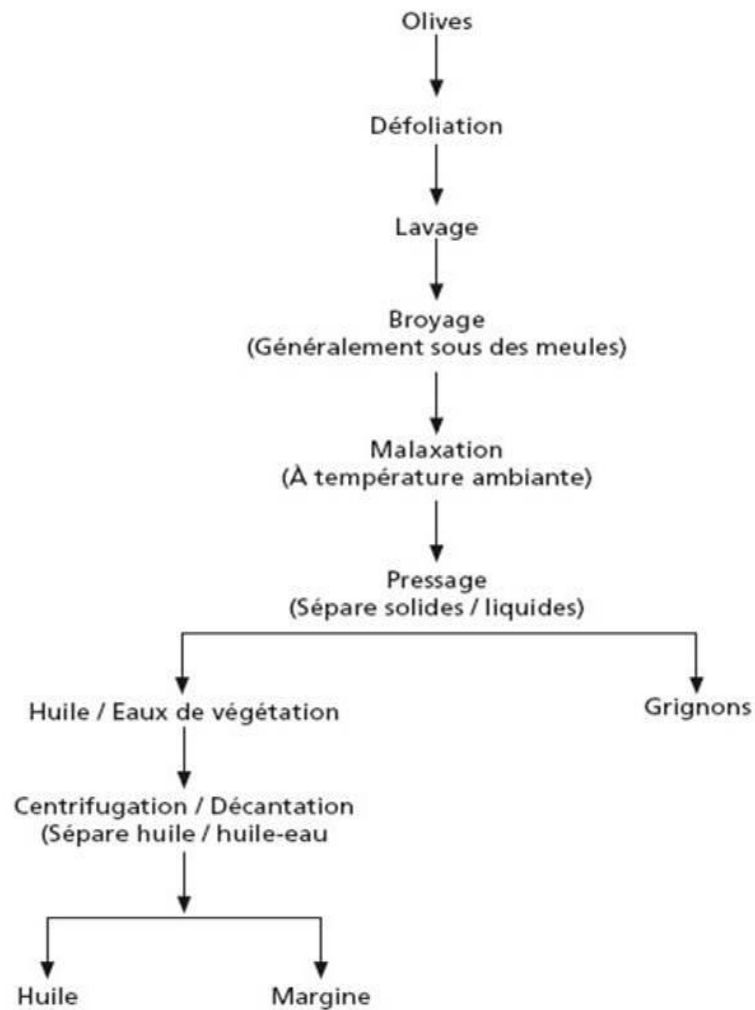 Olives
Défoliation
Lavage
Broyage
(Généralement sous des meules)
Malaxation
(À température ambiante)
Pressage
(Sépare solides / liquides)
Huile / Eaux de végétation
Grignons
Centrifugation / Décantation
(Sépare huile / huile-eau
Huile
Margine